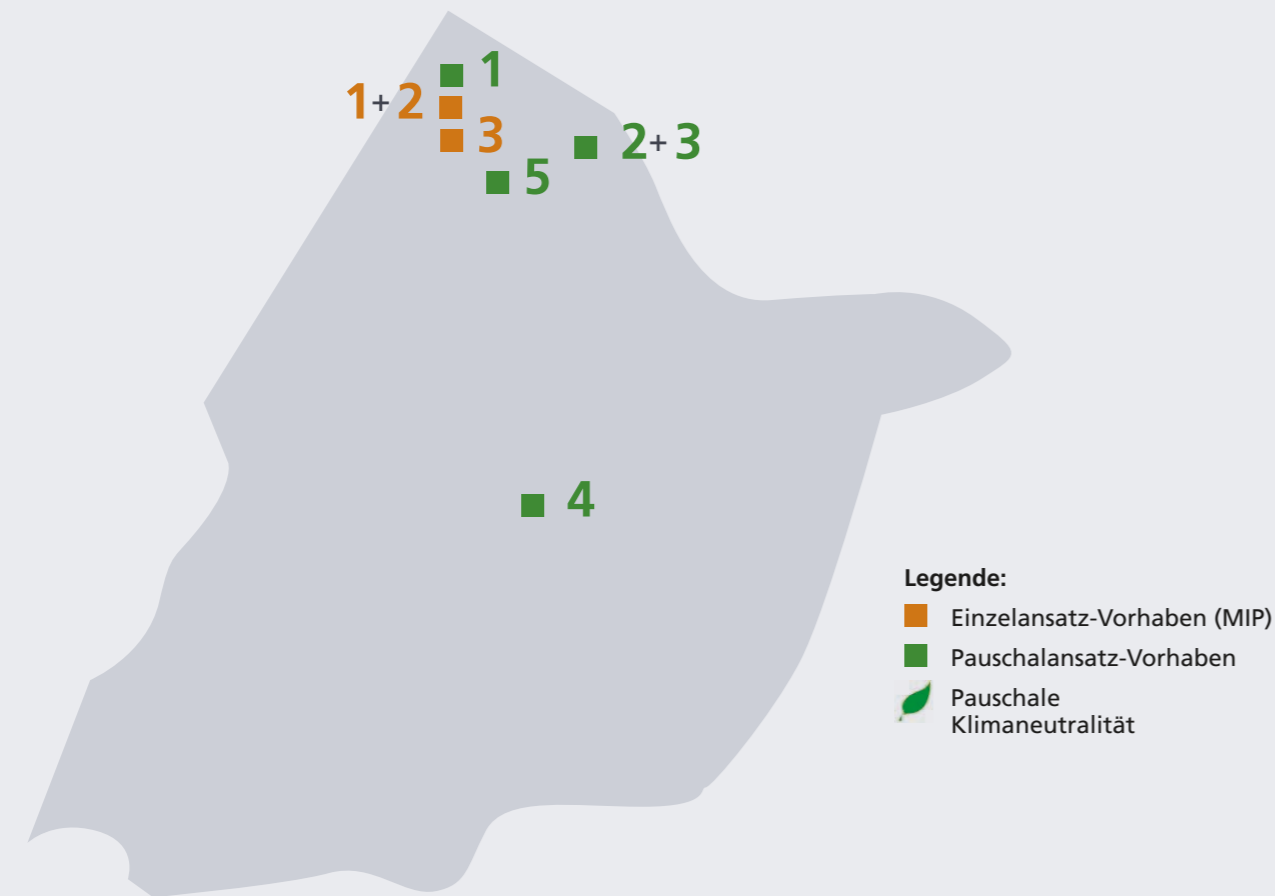 1
1+ 2
3
2+ 3
5
4
Legende:
Einzelansatz-Vorhaben (MIP)
Pauschalansatz-Vorhaben
Pauschale
Klimaneutralität